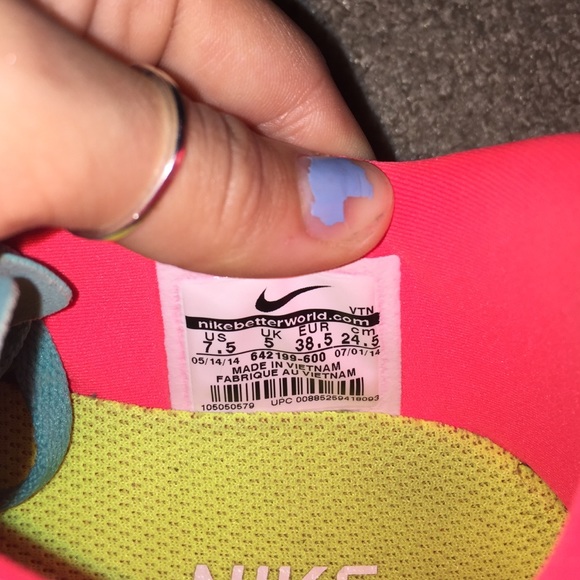 VTN
nikebetterworld.com
US UK EUR cm
7.5 5 38.5 24.5
05/14/14 642199-600 07/01/14
MADE IN VIETNAM
FABRIQUE AU VIETNAM
105050579 UPC 00885259418093
NIKE